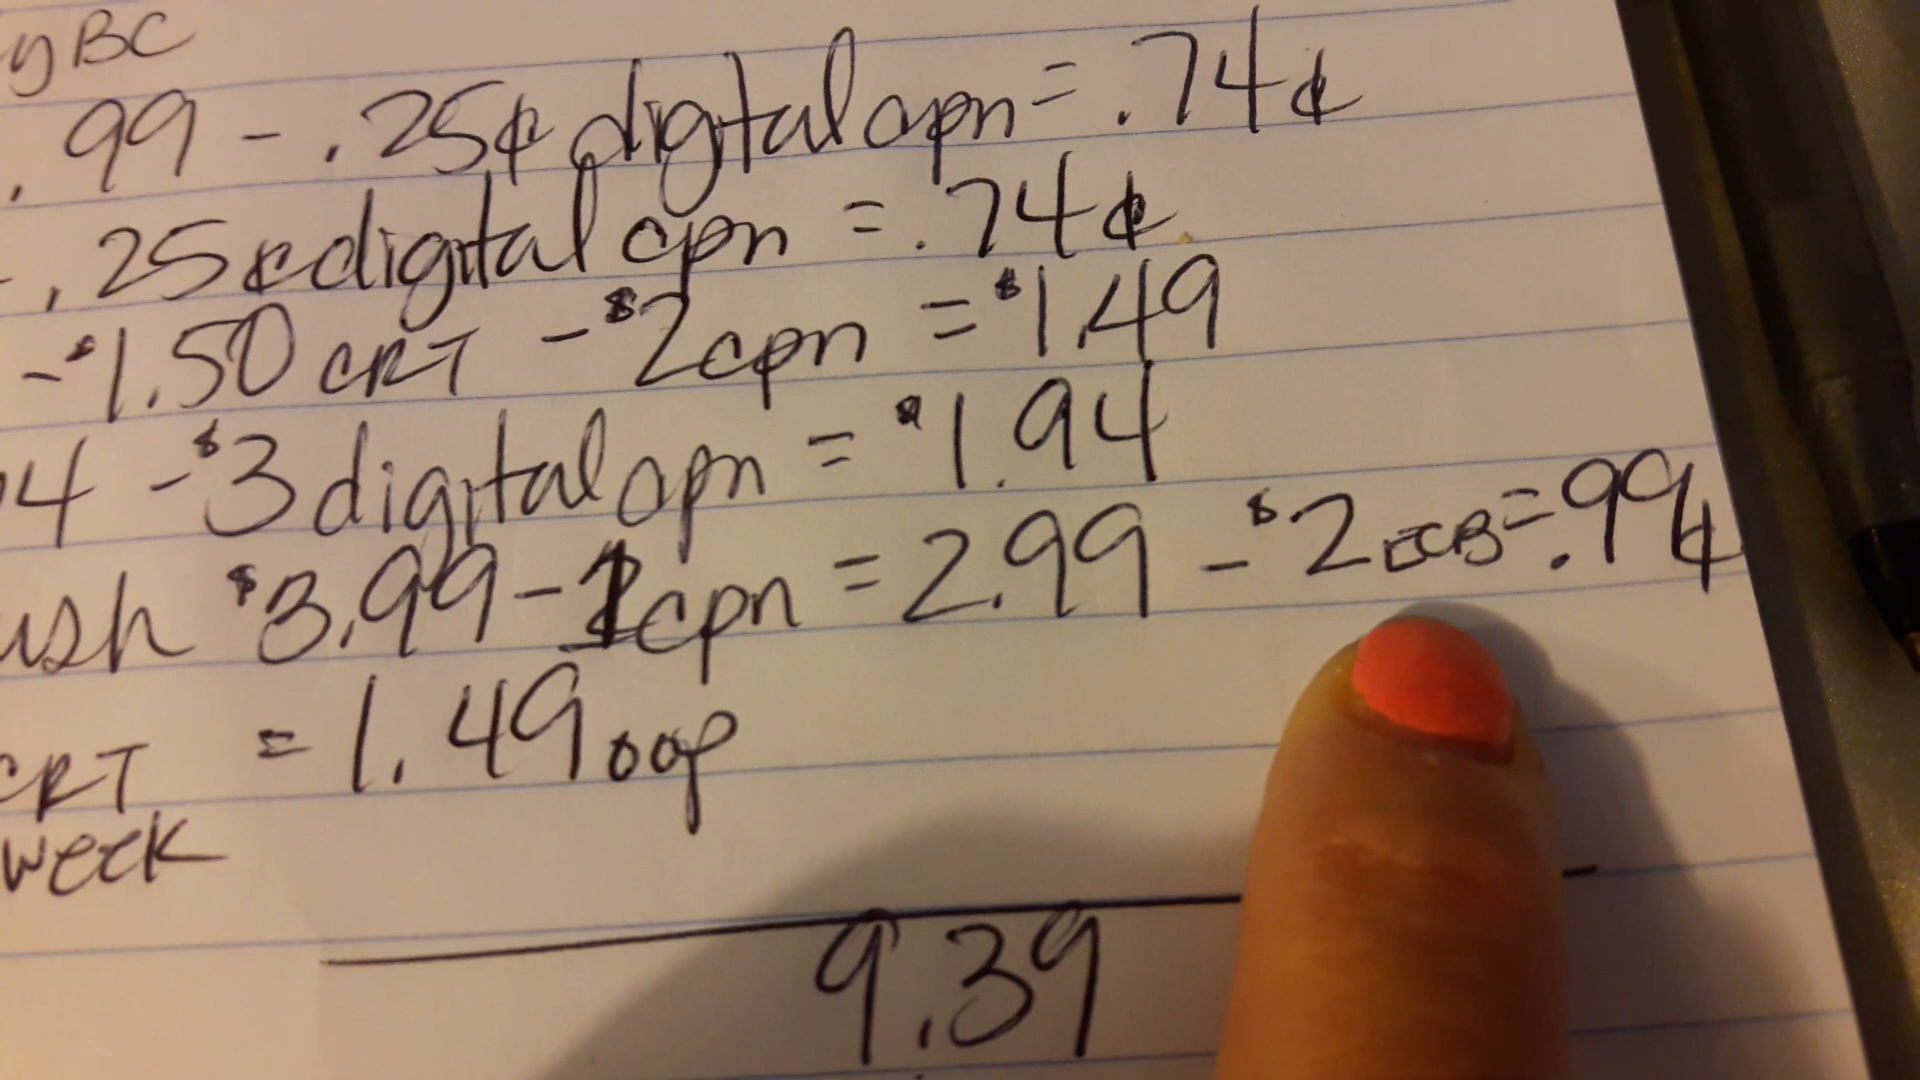 yBC
.99 - .25¢ digital cpn = .74¢
- .25¢ digital cpn = .74¢
- $1.50 CRT - $2 cpn = $1.49
4 - $3 digital cpn = $1.94
ush $3.99 - 1 cpn = 2.99 - $2 ECB = .99¢
CRT = 1.49 oop
week
9.39